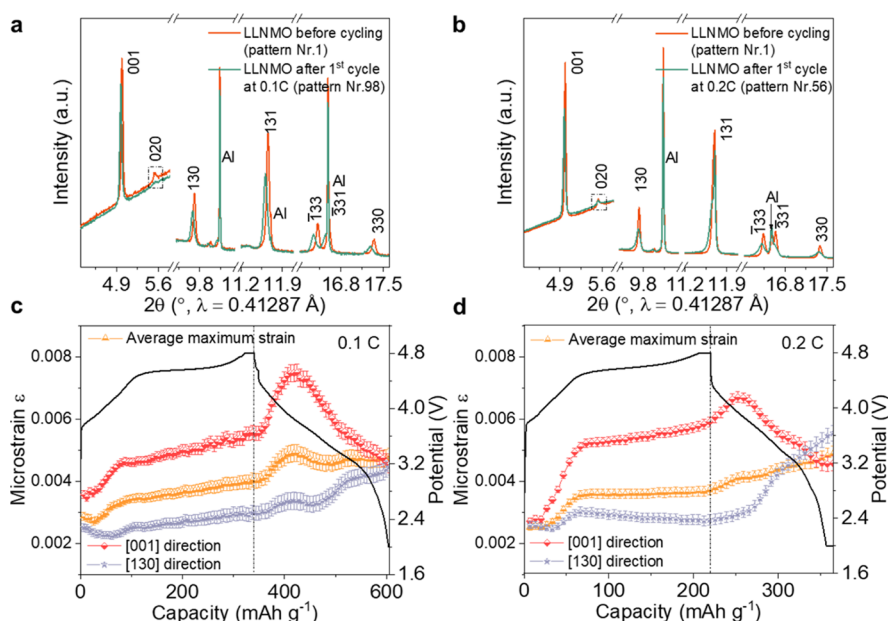 a
LLNMO before cycling
(pattern Nr.1)
LLNMO after 1st cycle
at 0.1C (pattern Nr.98)
001
020
130
Al
131
Al
1̅33
Al
3̅31
330
Intensity (a.u.)
4.9 5.6 9.8 11.2 11.9 16.8 17.5
2θ (°, λ = 0.41287 Å)
b
LLNMO before cycling
(pattern Nr.1)
LLNMO after 1st cycle
at 0.2C (pattern Nr.56)
001
020
130
Al
131
1̅33
Al
3̅31
330
Intensity (a.u.)
4.9 5.6 9.8 11.2 11.9 16.8 17.5
2θ (°, λ = 0.41287 Å)
c
Average maximum strain
0.1 C
[001] direction
[130] direction
Microstrain ε
0.008
0.006
0.004
0.002
Potential (V)
4.8
4.0
3.2
2.4
1.6
0 200 400 600
Capacity (mAh g-1)
d
Average maximum strain
0.2 C
[001] direction
[130] direction
Microstrain ε
0.008
0.006
0.004
0.002
Potential (V)
4.8
4.0
3.2
2.4
1.6
0 100 200 300
Capacity (mAh g-1)